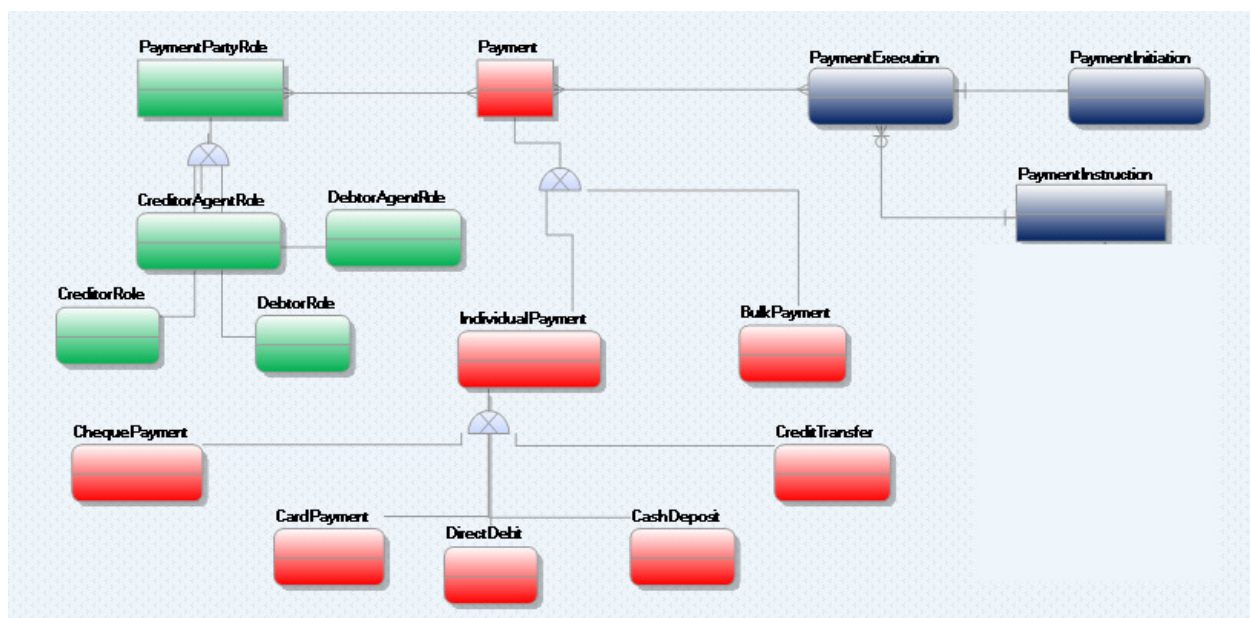 PaymentPartyRole
Payment
PaymentExecution
PaymentInitiation
PaymentInstruction
CreditorAgentRole
DebtorAgentRole
CreditorRole
DebtorRole
IndividualPayment
BulkPayment
ChequePayment
CreditTransfer
CardPayment
DirectDebit
CashDeposit